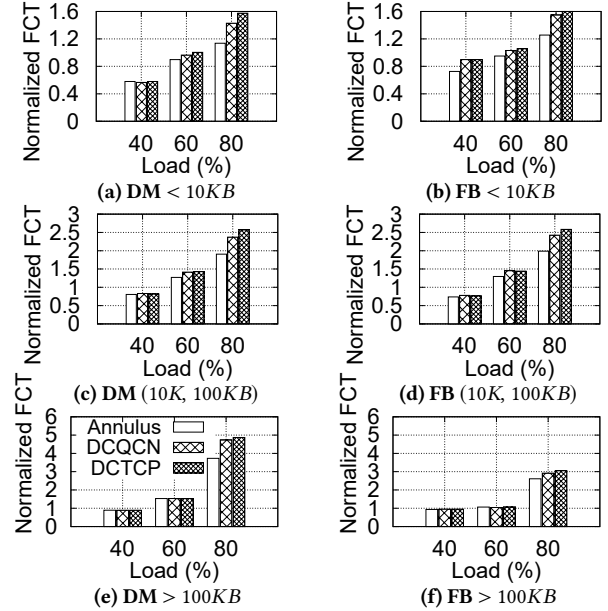 Normalized FCT
1.6
1.2
0.8
0.4
0
40 60 80
Load (%)
(a) DM < 10KB
Normalized FCT
1.6
1.2
0.8
0.4
0
40 60 80
Load (%)
(b) FB < 10KB
Normalized FCT
3
2.5
2
1.5
1
0.5
0
40 60 80
Load (%)
(c) DM (10K, 100KB)
Normalized FCT
3
2.5
2
1.5
1
0.5
0
40 60 80
Load (%)
(d) FB (10K, 100KB)
Normalized FCT
6
5
4
3
2
1
0
Annulus
DCQCN
DCTCP
40 60 80
Load (%)
(e) DM > 100KB
Normalized FCT
6
5
4
3
2
1
0
40 60 80
Load (%)
(f) FB > 100KB